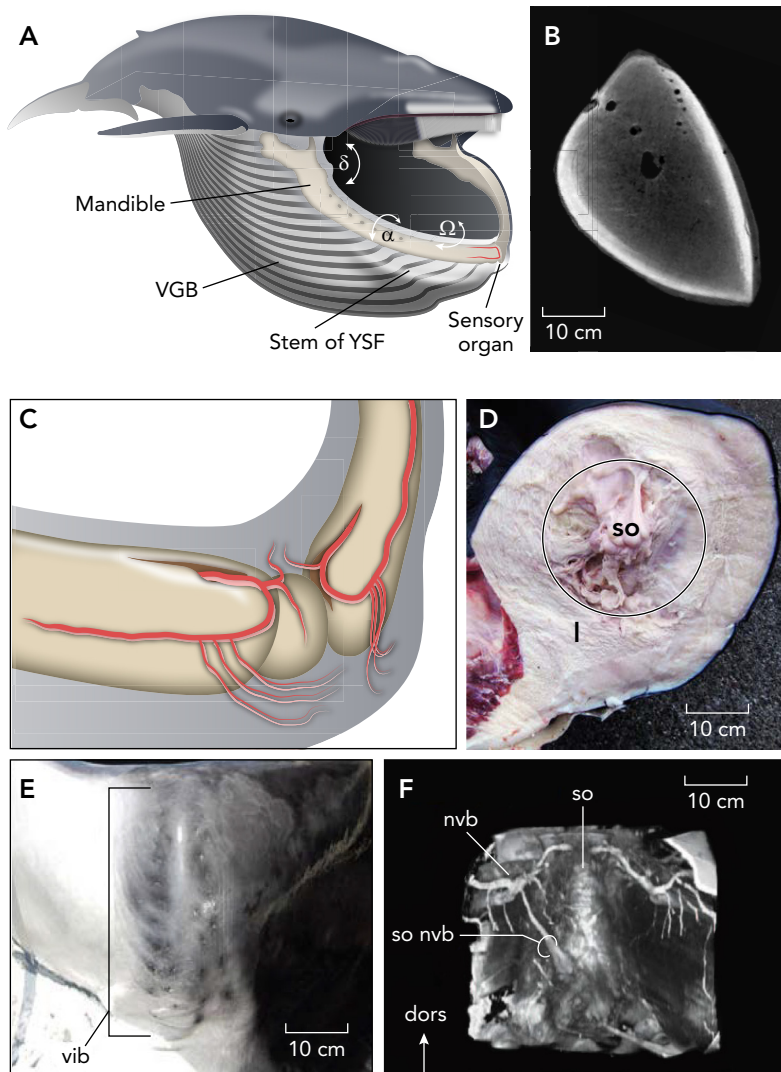 A
δ
Mandible
α
Ω
VGB
Stem of YSF
Sensory
organ
B
10 cm
C
D
so
I
10 cm
E
vib
10 cm
F
10 cm
so
nvb
so nvb
dors